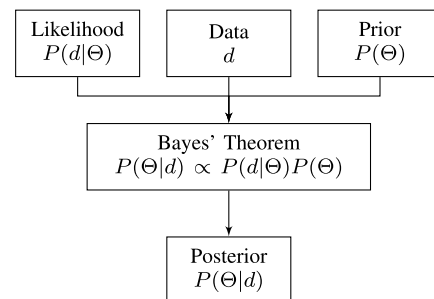 Likelihood
P(d|Θ)
Data
d
Prior
P(Θ)
Bayes’ Theorem
P(Θ|d) ∝ P(d|Θ)P(Θ)
Posterior
P(Θ|d)